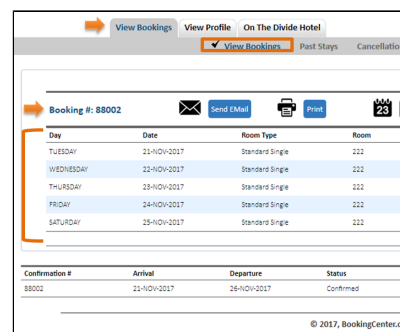 View Bookings View Profile On The Divide Hotel
View Bookings Past Stays Cancellatio
Booking #: 88002 Send EMail Print 23
Day Date Room Type Room
TUESDAY 21-NOV-2017 Standard Single 222
WEDNESDAY 22-NOV-2017 Standard Single 222
THURSDAY 23-NOV-2017 Standard Single 222
FRIDAY 24-NOV-2017 Standard Single 222
SATURDAY 25-NOV-2017 Standard Single 222
Confirmation # Arrival Departure Status
88002 21-NOV-2017 26-NOV-2017 Confirmed
© 2017, BookingCenter.c